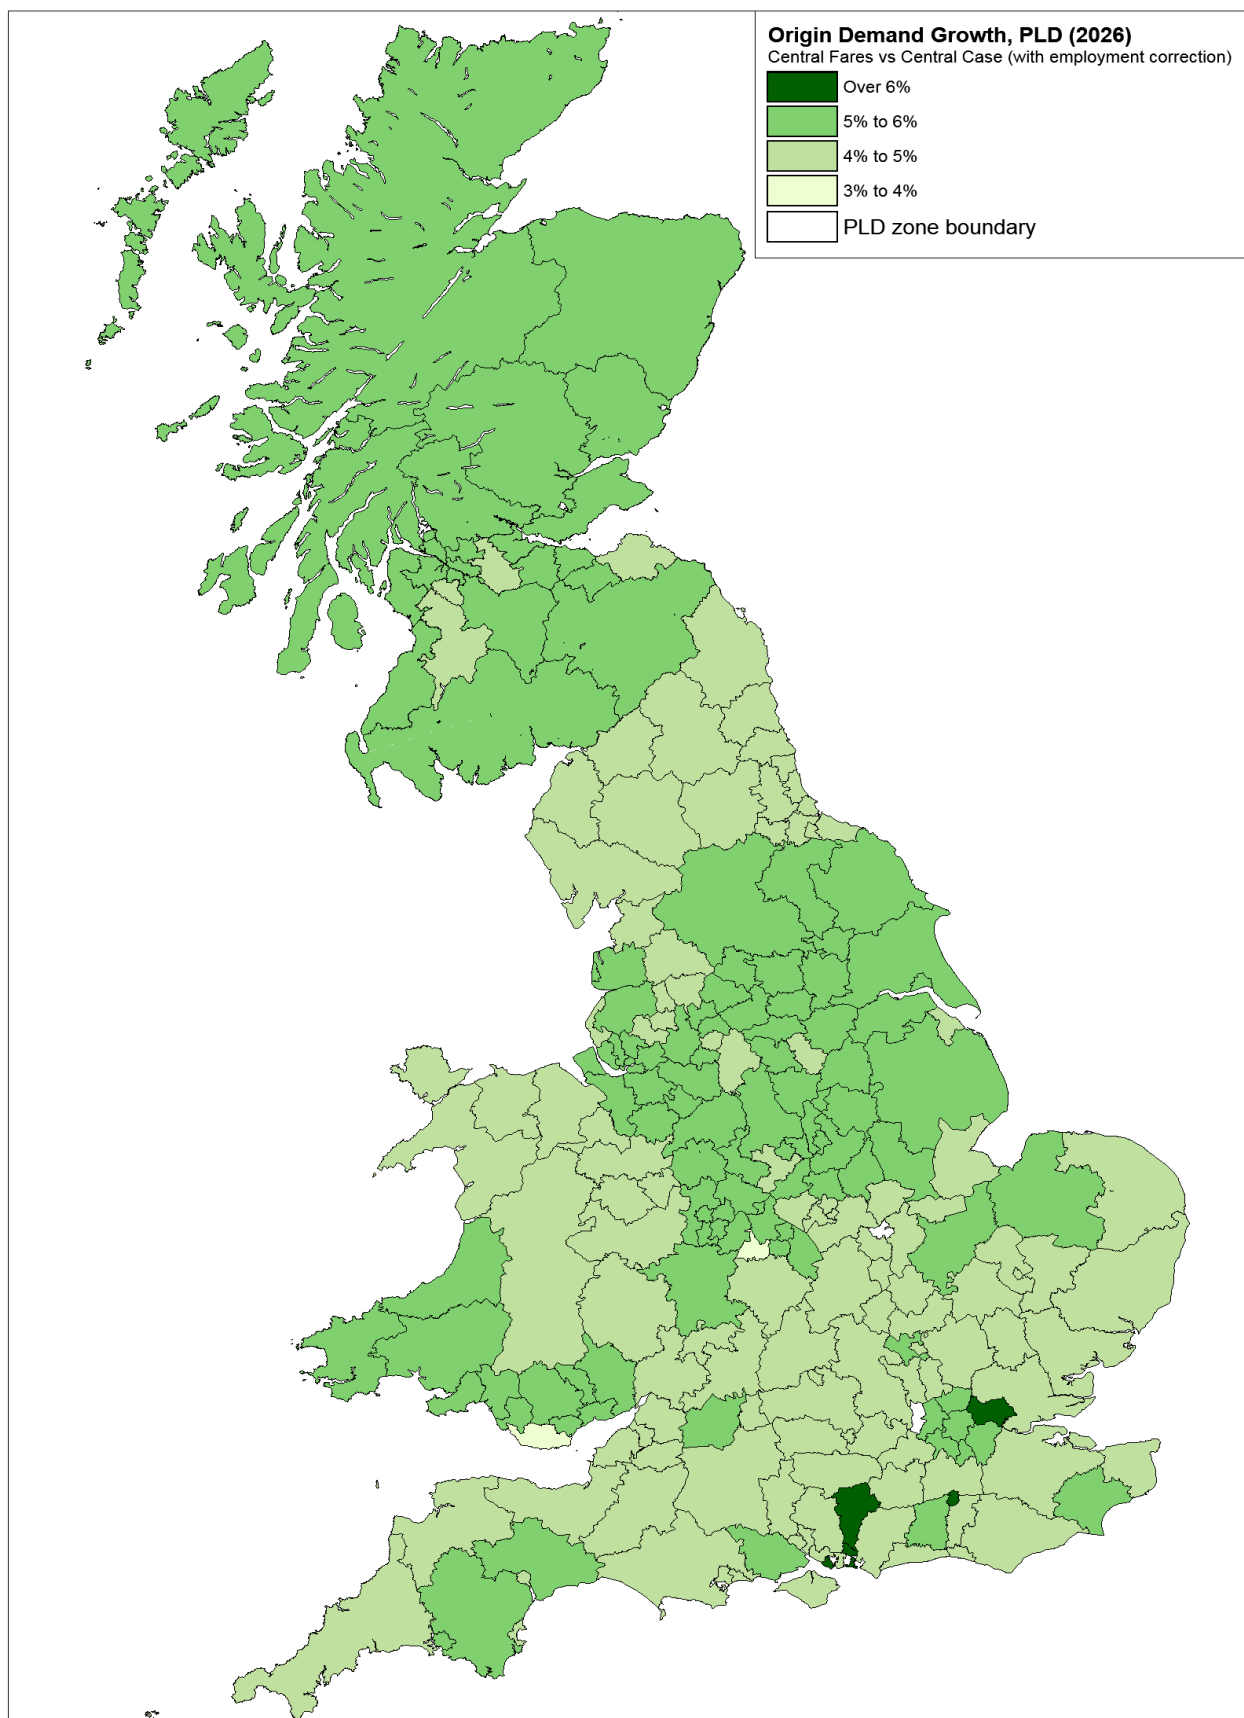 Origin Demand Growth, PLD (2026)
Central Fares vs Central Case (with employment correction)
Over 6%
5% to 6%
4% to 5%
3% to 4%
PLD zone boundary